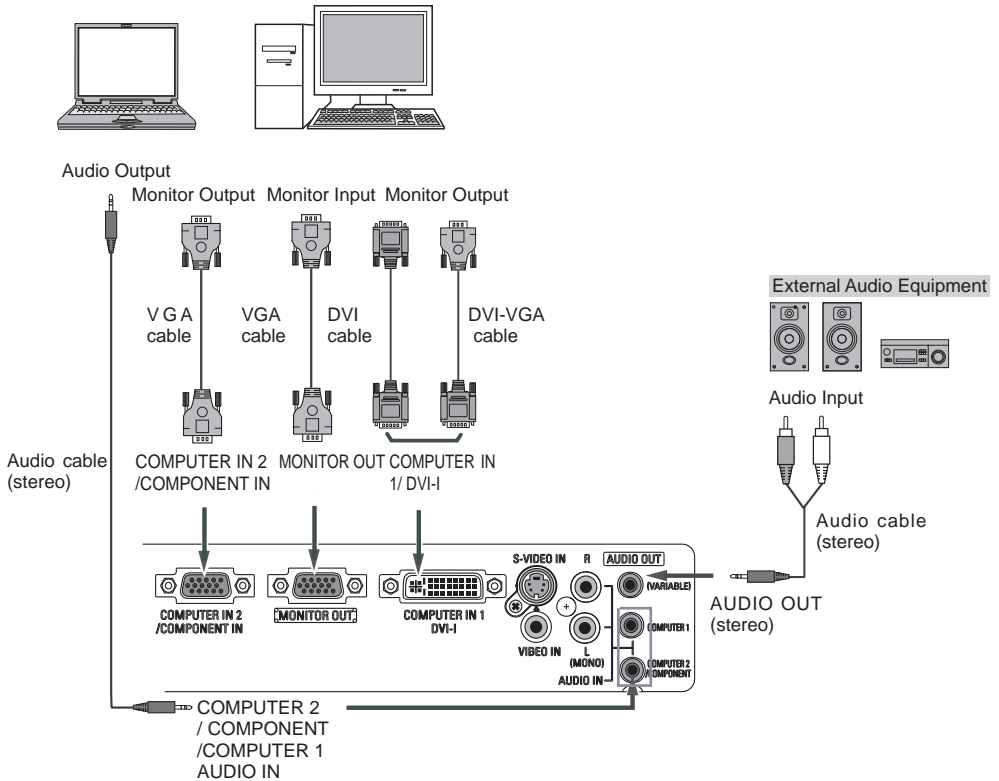 Audio Output
Monitor Output Monitor Input Monitor Output
External Audio Equipment
VGA
cable
VGA
cable
DVI
cable
DVI-VGA
cable
Audio Input
Audio cable
(stereo)
COMPUTER IN 2
/COMPONENT IN
MONITOR OUT
COMPUTER IN
1/ DVI-I
Audio cable
(stereo)
S-VIDEO IN
R
AUDIO OUT
(VARIABLE)
AUDIO OUT
(stereo)
COMPUTER IN 2
/COMPONENT IN
MONITOR OUT
COMPUTER IN 1
DVI-I
VIDEO IN
L
(MONO)
COMPUTER 1
COMPUTER 2
/COMPONENT
AUDIO IN
COMPUTER 2
/ COMPONENT
/COMPUTER 1
AUDIO IN